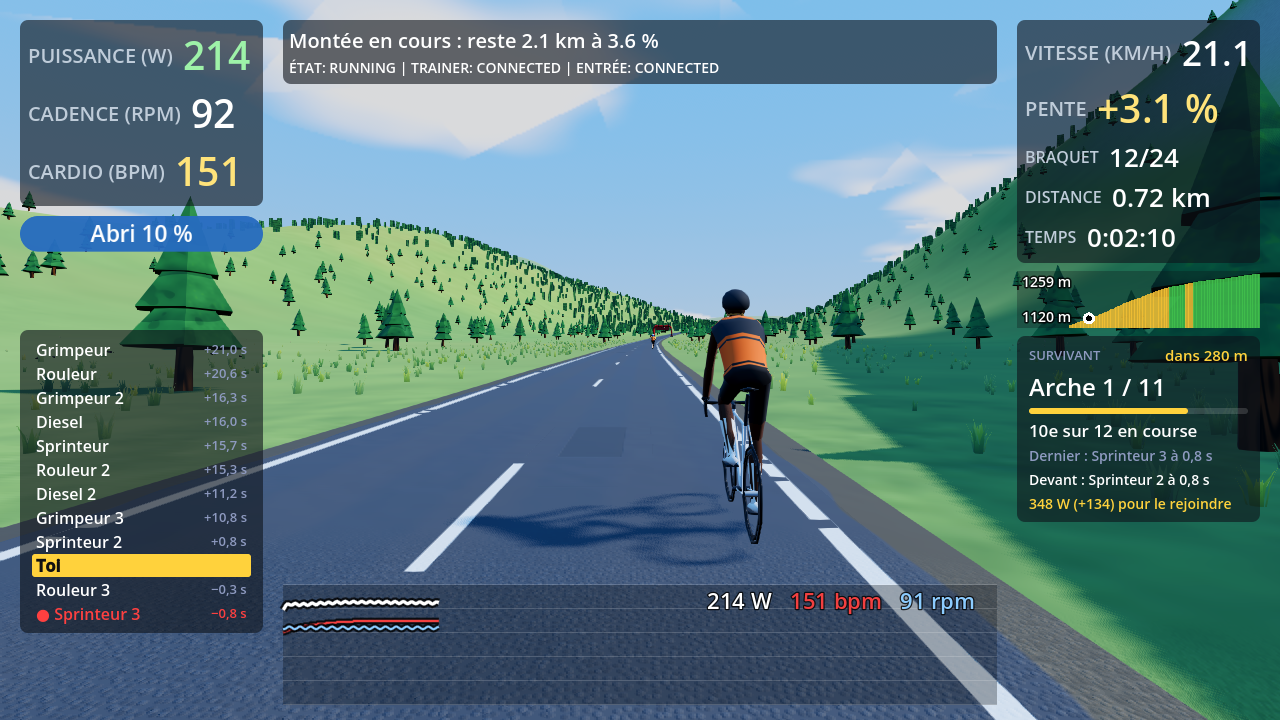 PUISSANCE (W) 214
CADENCE (RPM) 92
CARDIO (BPM) 151
Abri 10 %
Montée en cours : reste 2.1 km à 3.6 %
ÉTAT: RUNNING | TRAINER: CONNECTED | ENTRÉE: CONNECTED
VITESSE (KM/H) 21.1
PENTE +3.1 %
BRAQUET 12/24
DISTANCE 0.72 km
TEMPS 0:02:10
1259 m
1120 m
SURVIVANT dans 280 m
Arche 1 / 11
10e sur 12 en course
Dernier : Sprinteur 3 à 0,8 s
Devant : Sprinteur 2 à 0,8 s
348 W (+134) pour le rejoindre
Grimpeur +21,0 s
Rouleur +20,6 s
Grimpeur 2 +16,3 s
Diesel +16,0 s
Sprinteur +15,7 s
Rouleur 2 +15,3 s
Diesel 2 +11,2 s
Grimpeur 3 +10,8 s
Sprinteur 2 +0,8 s
Toi
Rouleur 3 −0,3 s
Sprinteur 3 −0,8 s
214 W 151 bpm 91 rpm